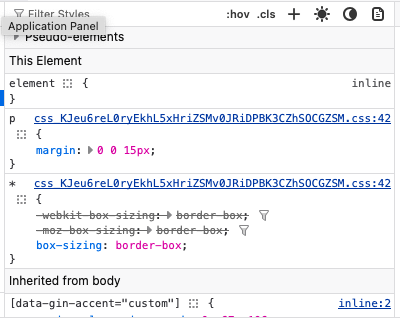 Filter Styles :hov .cls +
Application Panel
Pseudo-elements
This Element
element { inline
}
p css_KJeu6reL0ryEkhL5xHriZSMv0JRiDPBK3CZhSOCGZSM.css:42
{
margin: 0 0 15px;
}
* css_KJeu6reL0ryEkhL5xHriZSMv0JRiDPBK3CZhSOCGZSM.css:42
{
-webkit-box-sizing: border-box;
-moz-box-sizing: border-box;
box-sizing: border-box;
}
Inherited from body
[data-gin-accent="custom"] { inline:2